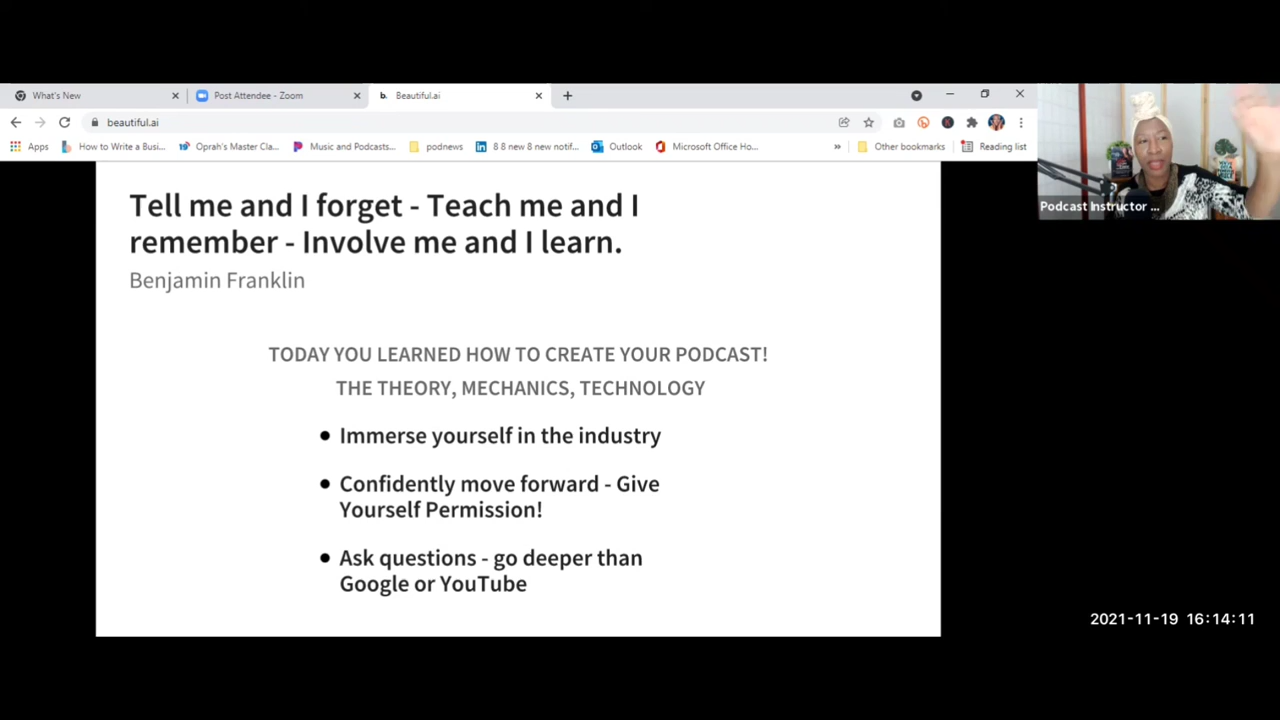 What's New
Post Attendee - Zoom
b. Beautiful.ai
beautiful.ai
Apps
How to Write a Busi...
Oprah's Master Cla...
Music and Podcasts...
podnews
8 8 new 8 new notif...
Outlook
Microsoft Office Ho...
»
Other bookmarks
Reading list
Podcast Instructor ...
Tell me and I forget - Teach me and I
remember - Involve me and I learn.
Benjamin Franklin
TODAY YOU LEARNED HOW TO CREATE YOUR PODCAST!
THE THEORY, MECHANICS, TECHNOLOGY
• Immerse yourself in the industry
• Confidently move forward - Give
Yourself Permission!
• Ask questions - go deeper than
Google or YouTube
2021-11-19 16:14:11